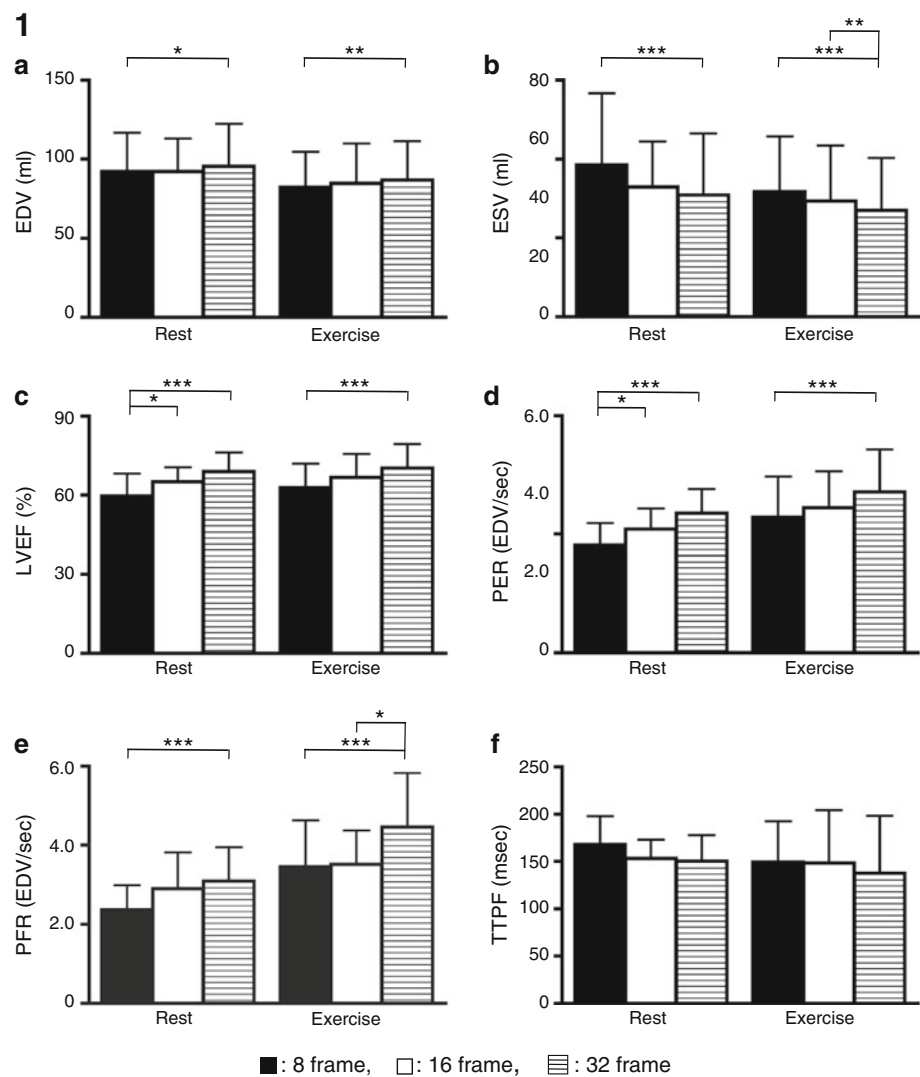 1
a
EDV (ml)
150
100
50
0
*
**
Rest
Exercise
b
ESV (ml)
80
60
40
20
0
***
***
**
Rest
Exercise
c
LVEF (%)
90
60
30
0
***
*
***
Rest
Exercise
d
PER (EDV/sec)
6.0
4.0
2.0
0
***
*
***
Rest
Exercise
e
PFR (EDV/sec)
6.0
4.0
2.0
0
***
***
*
Rest
Exercise
f
TTPF (msec)
250
200
150
100
50
0
Rest
Exercise
: 8 frame, : 16 frame, : 32 frame